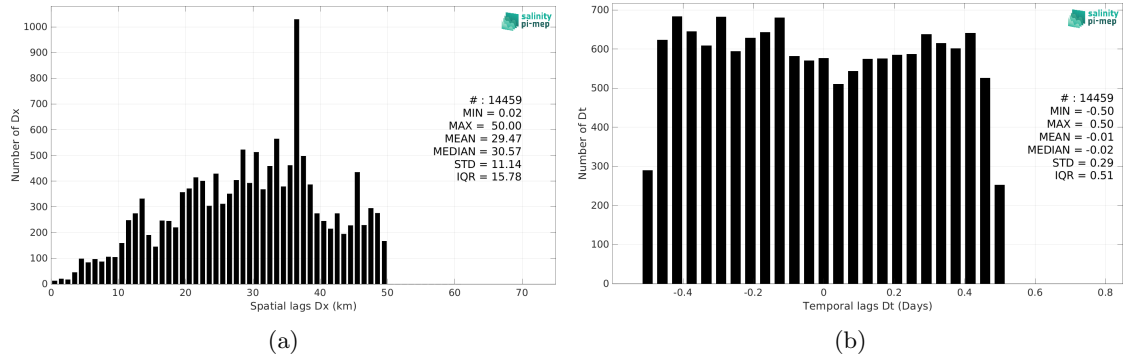 1000
900
800
700
600
500
400
300
200
100
0
0 10 20 30 40 50 60 70
Number of Dx
Spatial lags Dx (km)
salinity
pi-mep
# : 14459
MIN = 0.02
MAX = 50.00
MEAN = 29.47
MEDIAN = 30.57
STD = 11.14
IQR = 15.78
(a)
700
600
500
400
300
200
100
0
-0.4 -0.2 0 0.2 0.4 0.6 0.8
Number of Dt
Temporal lags Dt (Days)
salinity
pi-mep
# : 14459
MIN = -0.50
MAX = 0.50
MEAN = -0.01
MEDIAN = -0.02
STD = 0.29
IQR = 0.51
(b)